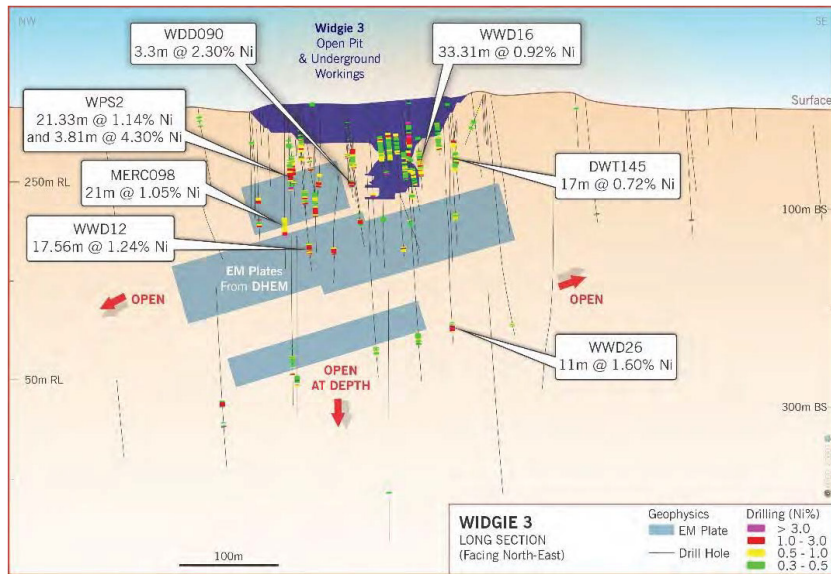 NW
SE
WDD090
3.3m @ 2.30% Ni
Widgie 3
Open Pit
& Underground
Workings
WWD16
33.31m @ 0.92% Ni
WPS2
21.33m @ 1.14% Ni
and 3.81m @ 4.30% Ni
Surface
MERC098
21m @ 1.05% Ni
DWT145
17m @ 0.72% Ni
250m RL
100m BS
WWD12
17.56m @ 1.24% Ni
EM Plates
From DHEM
OPEN
OPEN
WWD26
11m @ 1.60% Ni
50m RL
OPEN
AT DEPTH
300m BS
100m
WIDGIE 3
LONG SECTION
(Facing North-East)
Geophysics
EM Plate
Drill Hole
Drilling (Ni%)
> 3.0
1.0 - 3.0
0.5 - 1.0
0.3 - 0.5